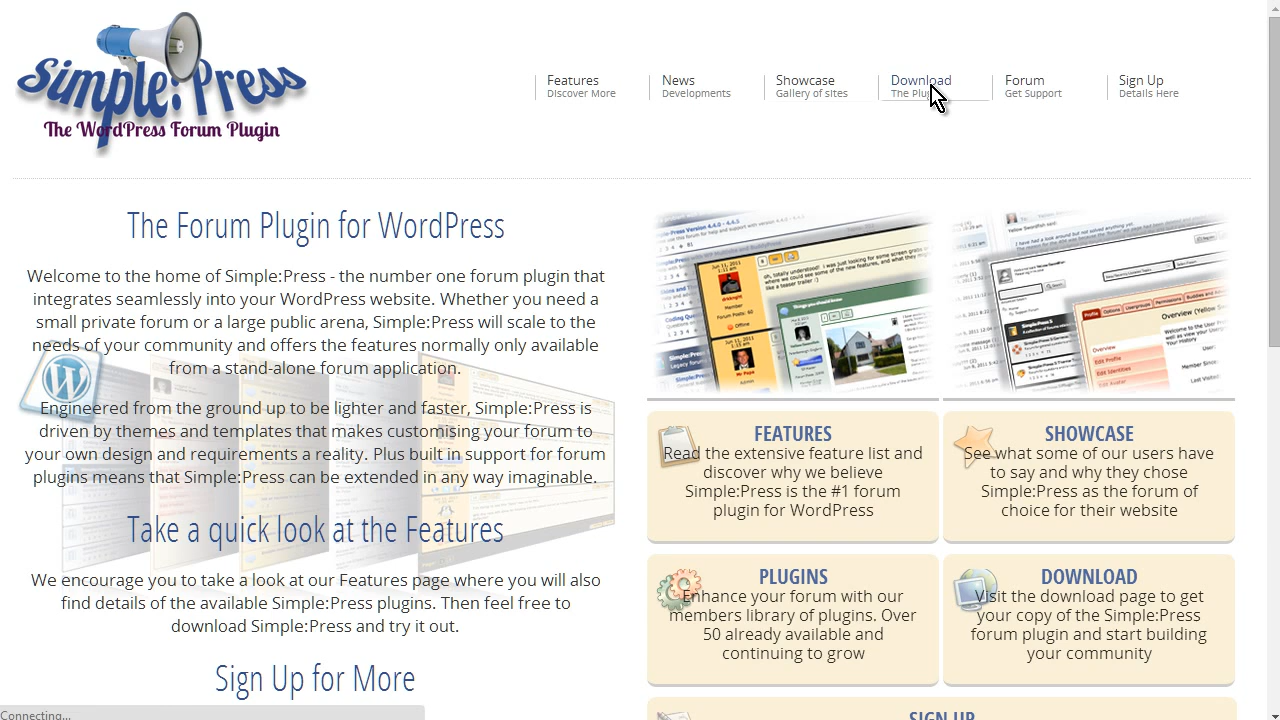 Simple:Press
The WordPress Forum Plugin
Features
Discover More
News
Developments
Showcase
Gallery of sites
Download
The
Forum
Get Support
Sign Up
Details Here
The Forum Plugin for WordPress
Welcome to the home of Simple:Press - the number one forum plugin that
integrates seamlessly into your WordPress website. Whether you need a
small private forum or a large public arena, Simple:Press will scale to the
needs of your community and offers the features normally only available
from a stand-alone forum application.
Engineered from the ground up to be lighter and faster, Simple:Press is
driven by themes and templates that makes customising your forum to
your own design and requirements a reality. Plus built in support for forum
plugins means that Simple:Press can be extended in any way imaginable.
Take a quick look at the Features
We encourage you to take a look at our Features page where you will also
find details of the available Simple:Press plugins. Then feel free to
download Simple:Press and try it out.
Sign Up for More
FEATURES
Read the extensive feature list and
discover why we believe
Simple:Press is the #1 forum
plugin for WordPress
SHOWCASE
See what some of our users have
to say and why they chose
Simple:Press as the forum of
choice for their website
PLUGINS
Enhance your forum with our
members library of plugins. Over
50 already available and
continuing to grow
DOWNLOAD
Visit the download page to get
your copy of the Simple:Press
forum plugin and start building
your community
SIGN UP
Connecting...